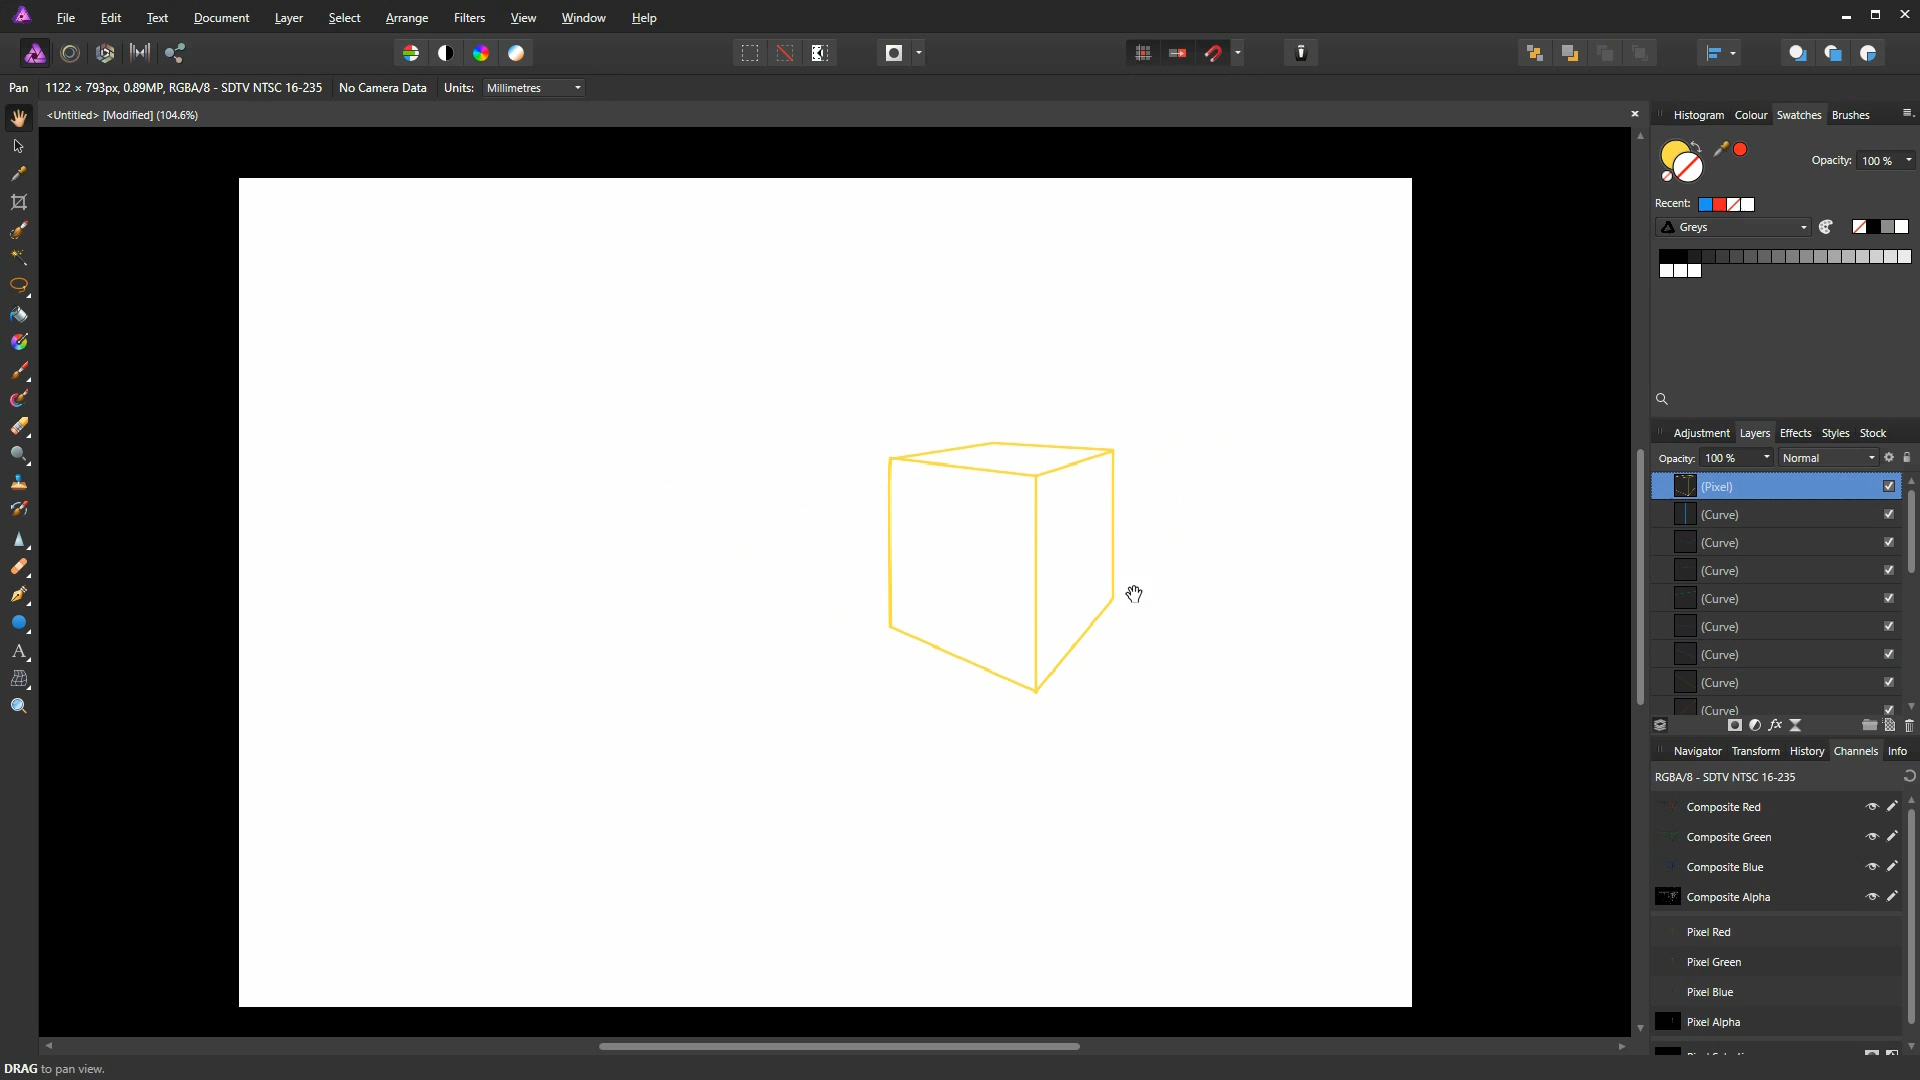 File Edit Text Document Layer Select Arrange Filters View Window Help
Pan 1122 × 793px, 0.89MP, RGBA/8 - SDTV NTSC 16-235 No Camera Data Units: Millimetres
<Untitled> [Modified] (104.6%)
Histogram Colour Swatches Brushes
Opacity: 100 %
Recent:
Greys
Adjustment Layers Effects Styles Stock
Opacity: 100 % Normal
(Pixel)
(Curve)
(Curve)
(Curve)
(Curve)
(Curve)
(Curve)
(Curve)
(Curve)
Navigator Transform History Channels Info
RGBA/8 - SDTV NTSC 16-235
Composite Red
Composite Green
Composite Blue
Composite Alpha
Pixel Red
Pixel Green
Pixel Blue
Pixel Alpha
DRAG to pan view.